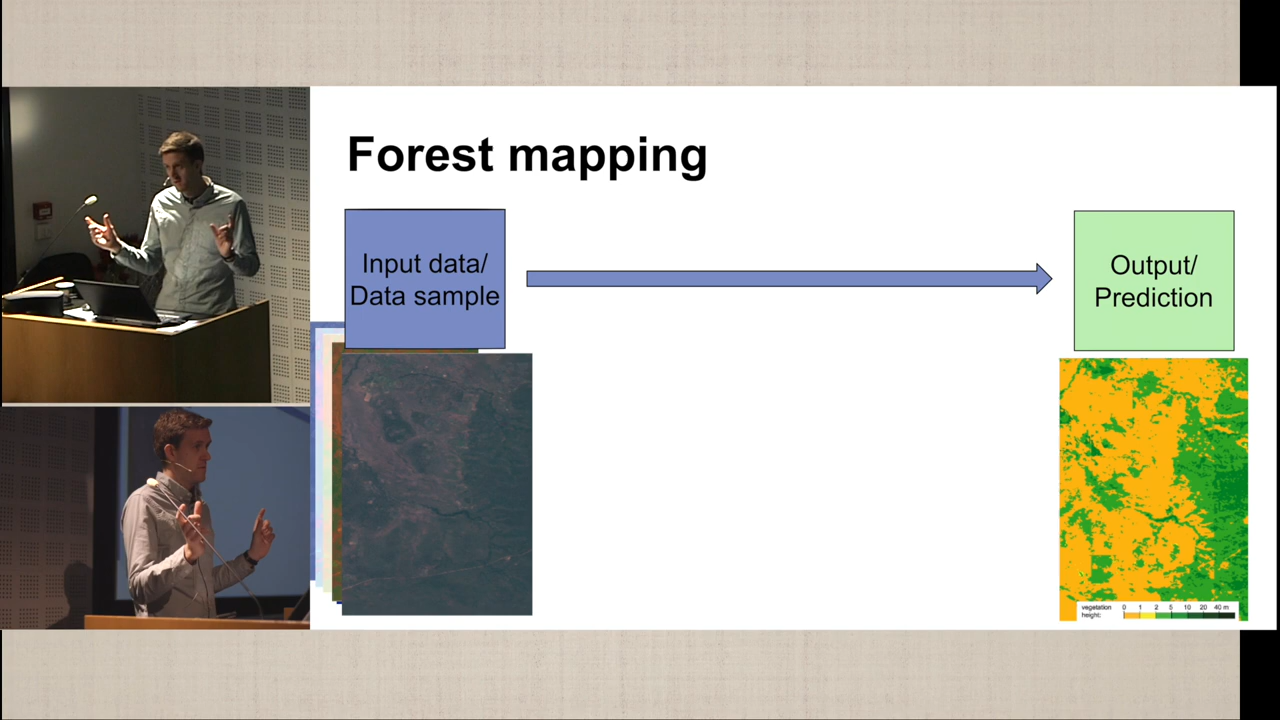 Forest mapping
Input data/
Data sample
Output/
Prediction
vegetation
height:
0 1 2 5 10 20 40 m